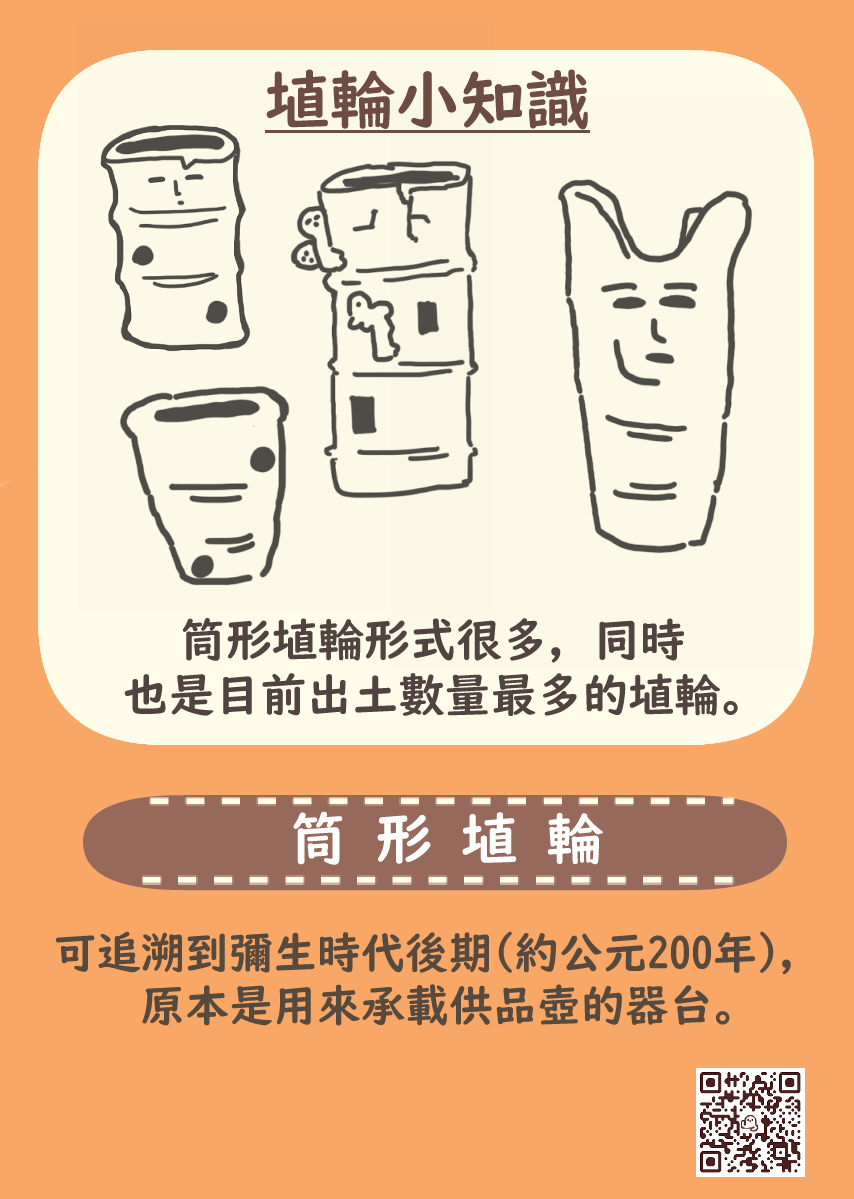 埴輪小知識
筒形埴輪形式很多，同時
也是目前出土數量最多的埴輪。
筒形埴輪
可追溯到彌生時代後期(約公元200年)，
原本是用來承載供品壺的器台。